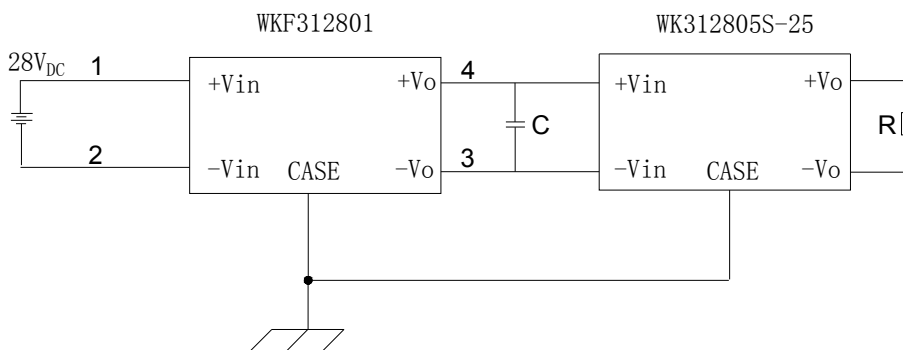 WKF312801
WK312805S-25
28VDC 1
+Vin
+Vo
4
+Vin
+Vo
C
R
2
-Vin
CASE
-Vo
3
-Vin
CASE
-Vo